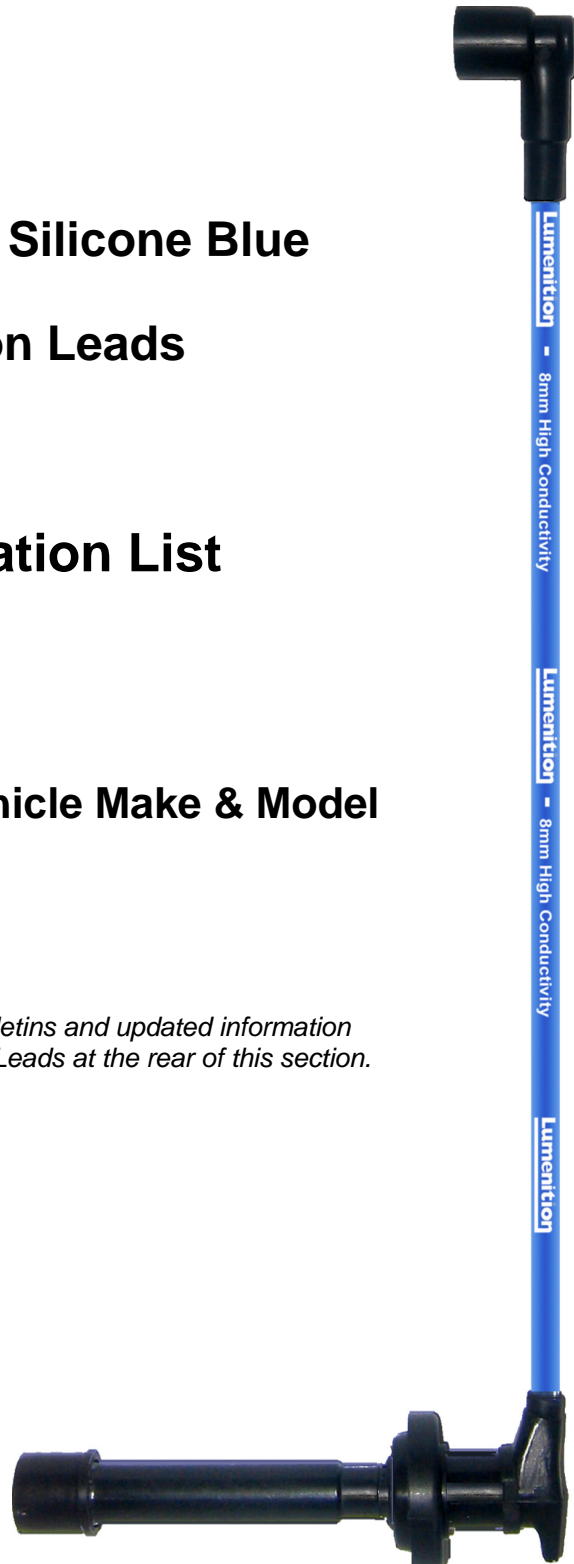 Silicone Blue
on Leads
ation List
hicle Make & Model
letins and updated information
Leads at the rear of this section.
Lumenition - 8mm High Conductivity
Lumenition - 8mm High Conductivity
Lumenition